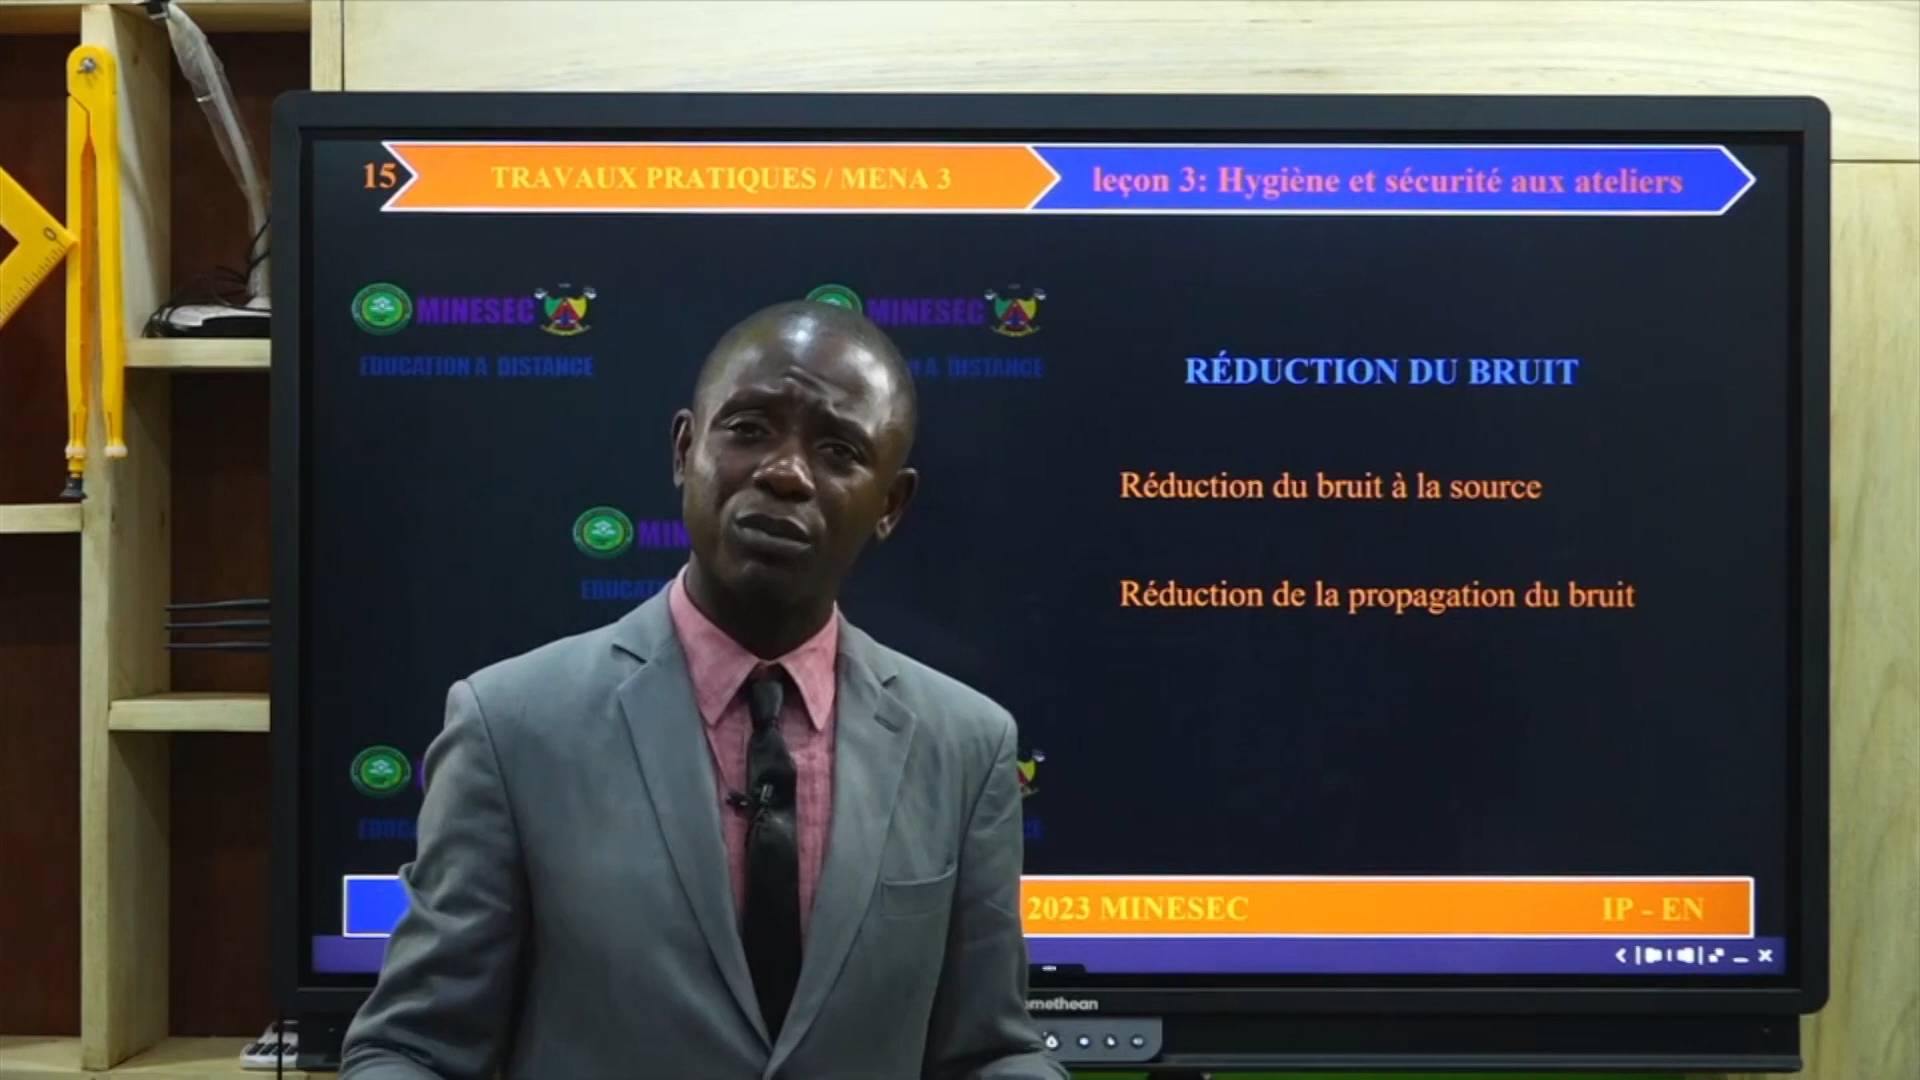 15
TRAVAUX PRATIQUES / MENA 3
leçon 3: Hygiène et sécurité aux ateliers
MINESEC
MINESEC
EDUCATION A DISTANCE
DISTANCE
RÉDUCTION DU BRUIT
Réduction du bruit à la source
Réduction de la propagation du bruit
2023 MINESEC
IP - EN